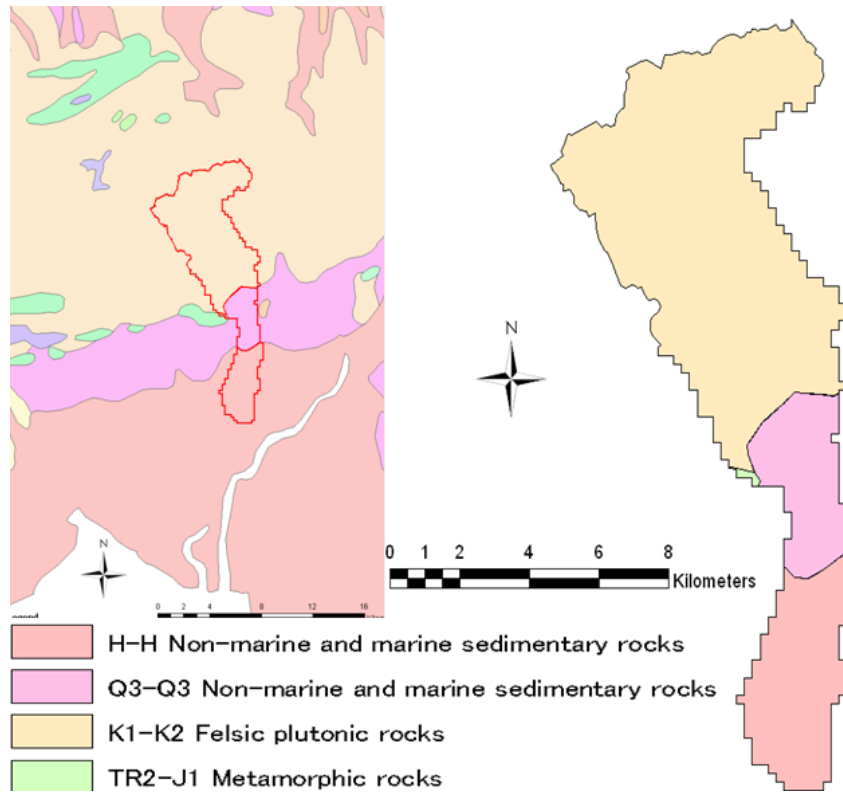 N
0 2 4 8 12 16
N
0 1 2 4 6 8
Kilometers
H-H Non-marine and marine sedimentary rocks
Q3-Q3 Non-marine and marine sedimentary rocks
K1-K2 Felsic plutonic rocks
TR2-J1 Metamorphic rocks